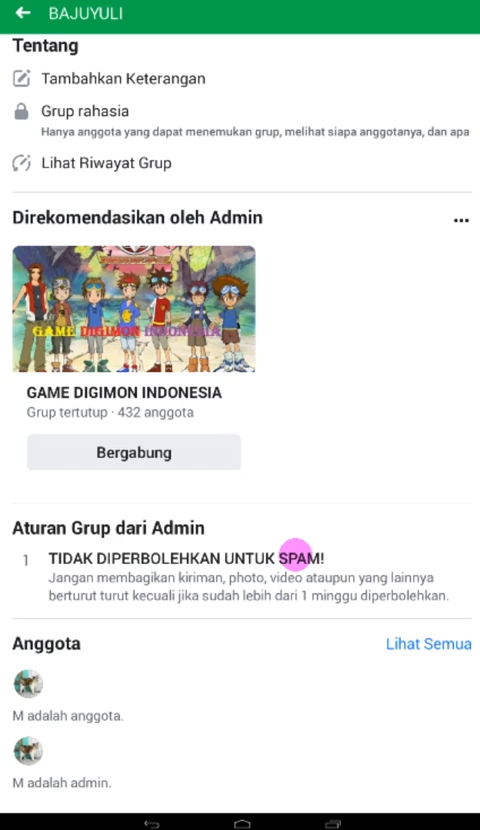 BAJUYULI
Tentang
Tambahkan Keterangan
Grup rahasia
Hanya anggota yang dapat menemukan grup, melihat siapa anggotanya, dan apa
Lihat Riwayat Grup
Direkomendasikan oleh Admin
GAME DIGIMON INDONESIA
GAME DIGIMON INDONESIA
Grup tertutup · 432 anggota
Bergabung
Aturan Grup dari Admin
1 TIDAK DIPERBOLEHKAN UNTUK SPAM!
Jangan membagikan kiriman, photo, video ataupun yang lainnya
berturut turut kecuali jika sudah lebih dari 1 minggu diperbolehkan.
Anggota
Lihat Semua
M adalah anggota.
M adalah admin.